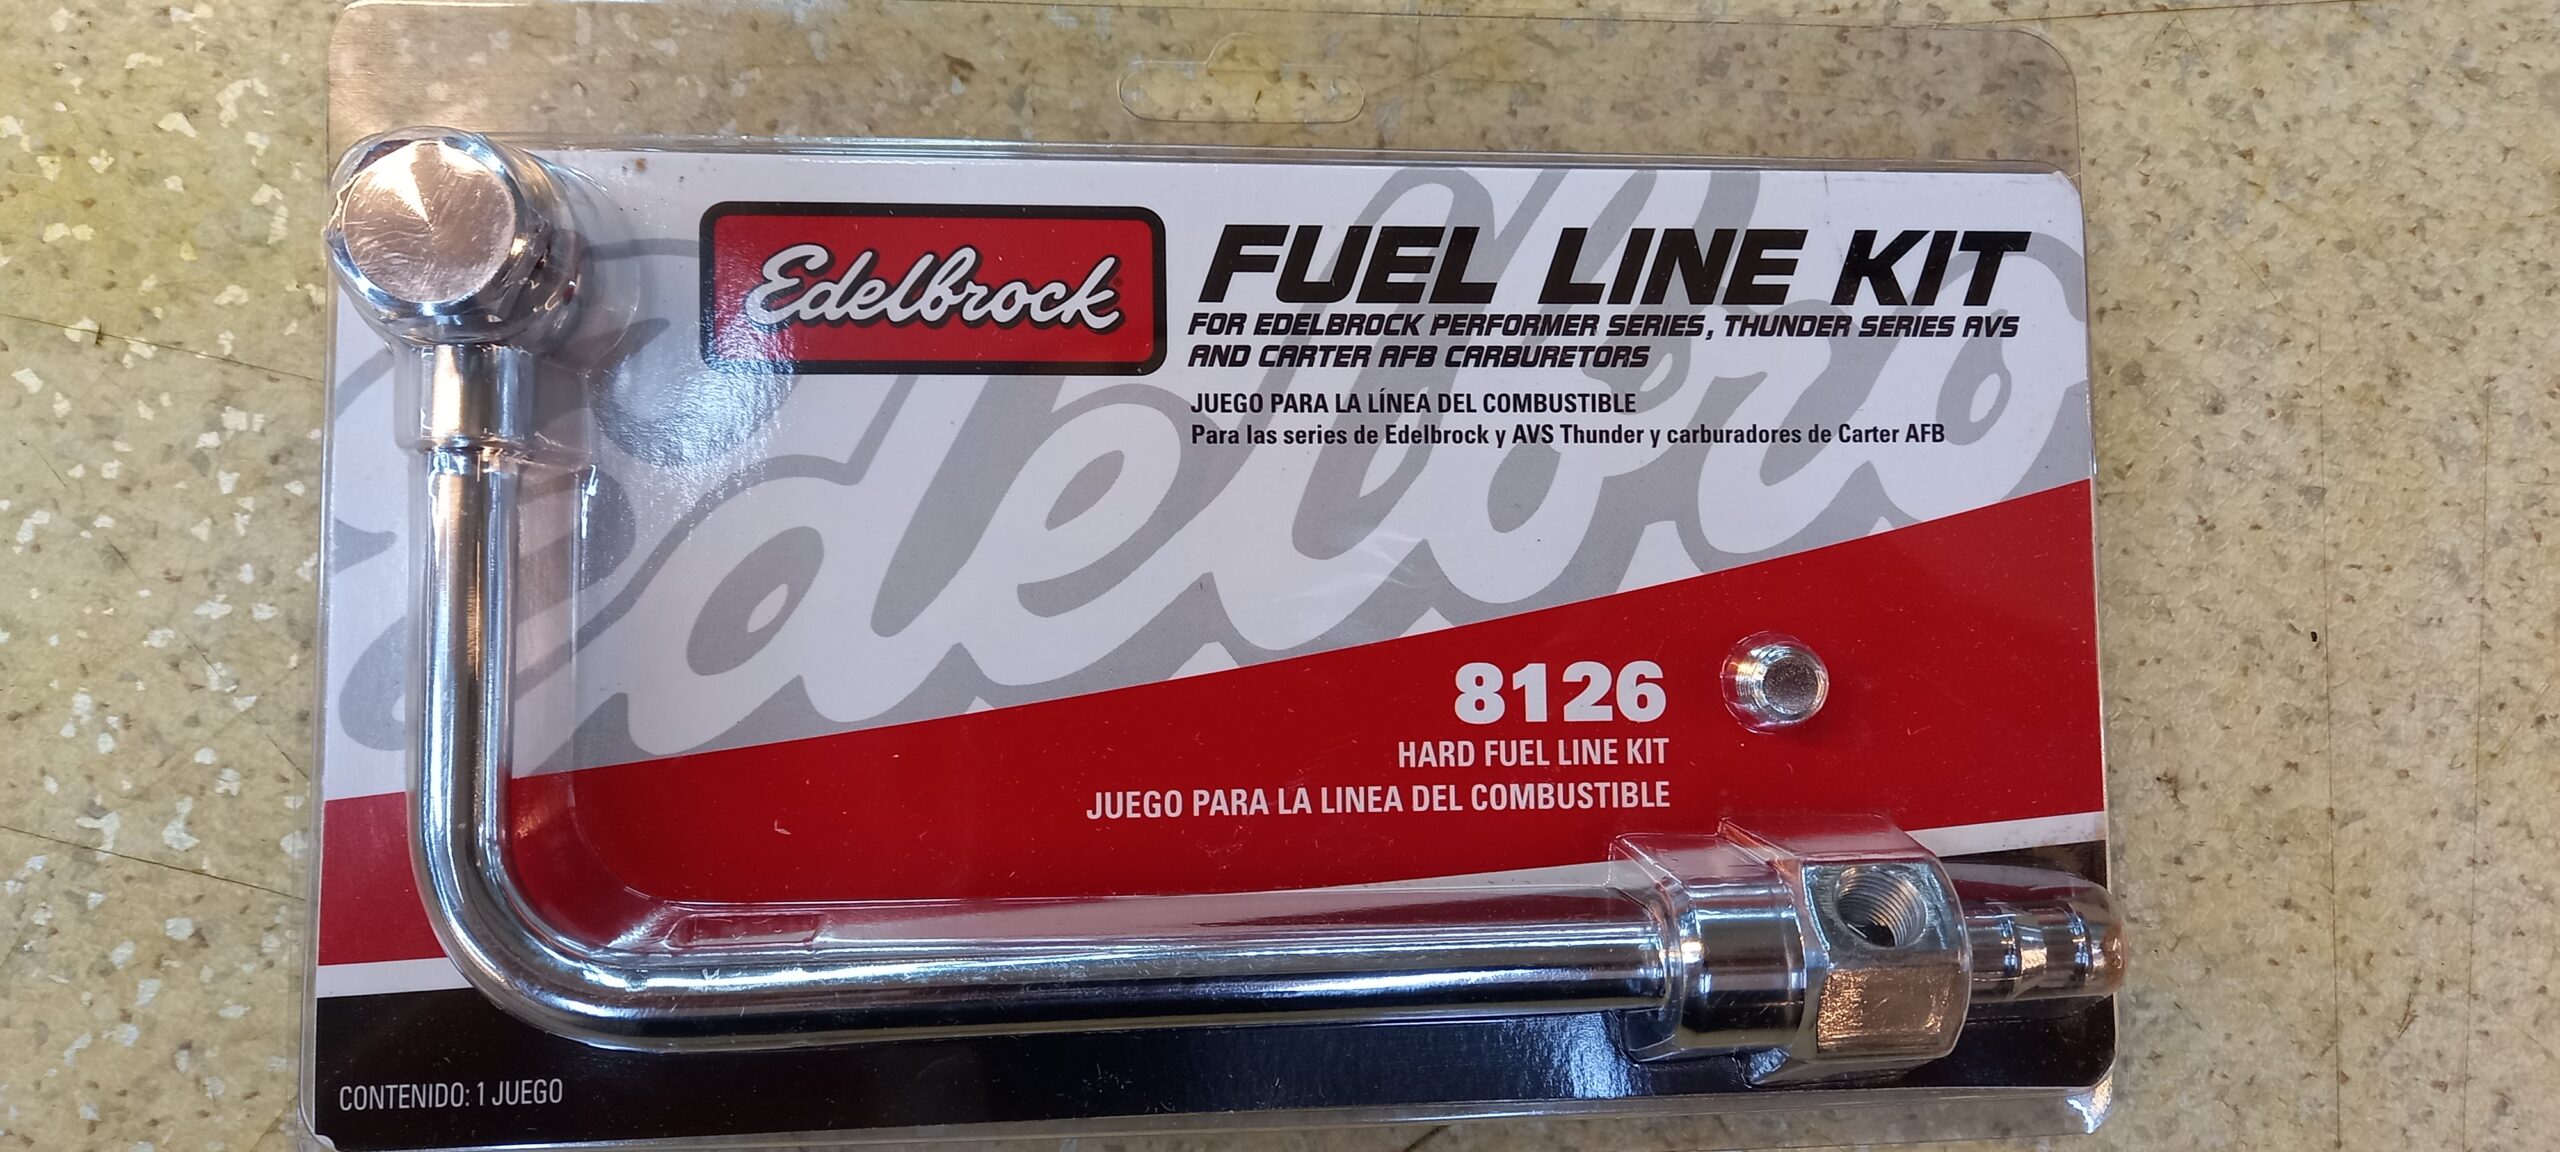 Edelbrock
FUEL LINE KIT
FOR EDELBROCK PERFORMER SERIES, THUNDER SERIES AVS
AND CARTER AFB CARBURETORS
JUEGO PARA LA LÍNEA DEL COMBUSTIBLE
Para las series de Edelbrock y AVS Thunder y carburadores de Carter AFB
Edelbro
8126
HARD FUEL LINE KIT
JUEGO PARA LA LINEA DEL COMBUSTIBLE
CONTENIDO: 1 JUEGO